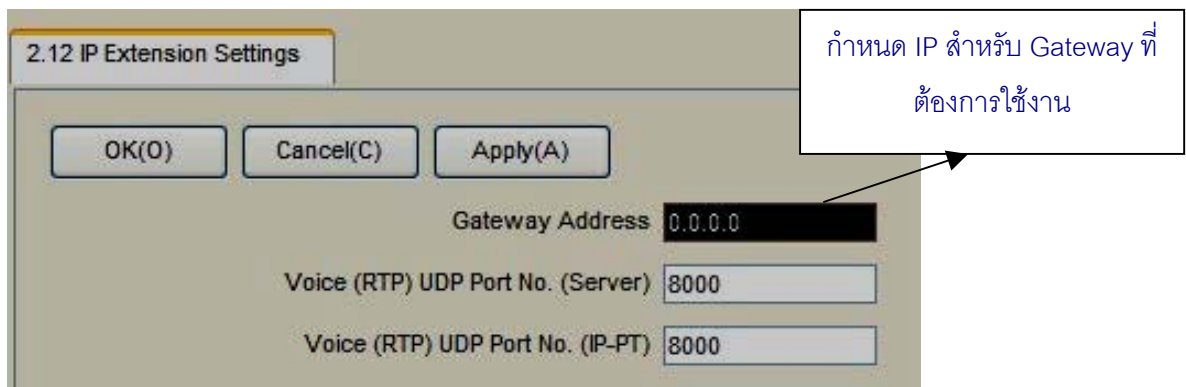 2.12 IP Extension Settings
กำหนด IP สำหรับ Gateway ที่
ต้องการใช้งาน
OK(O)
Cancel(C)
Apply(A)
Gateway Address 0.0.0.0
Voice (RTP) UDP Port No. (Server) 8000
Voice (RTP) UDP Port No. (IP-PT) 8000